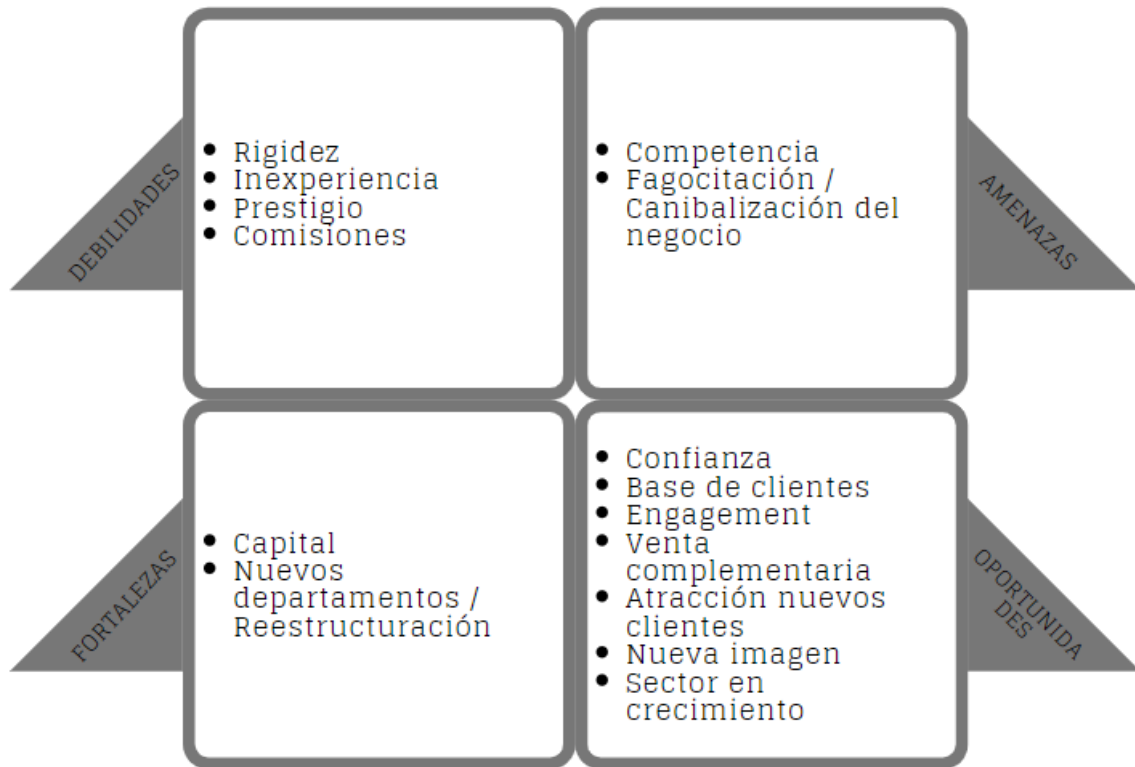 DEBILIDADES
• Rigidez
• Inexperiencia
• Prestigio
• Comisiones
AMENAZAS
• Competencia
• Fagocitación /
Canibalización del
negocio
FORTALEZAS
• Capital
• Nuevos
departamentos /
Reestructuración
OPORTUNIDA
DES
• Confianza
• Base de clientes
• Engagement
• Venta
complementaria
• Atracción nuevos
clientes
• Nueva imagen
• Sector en
crecimiento